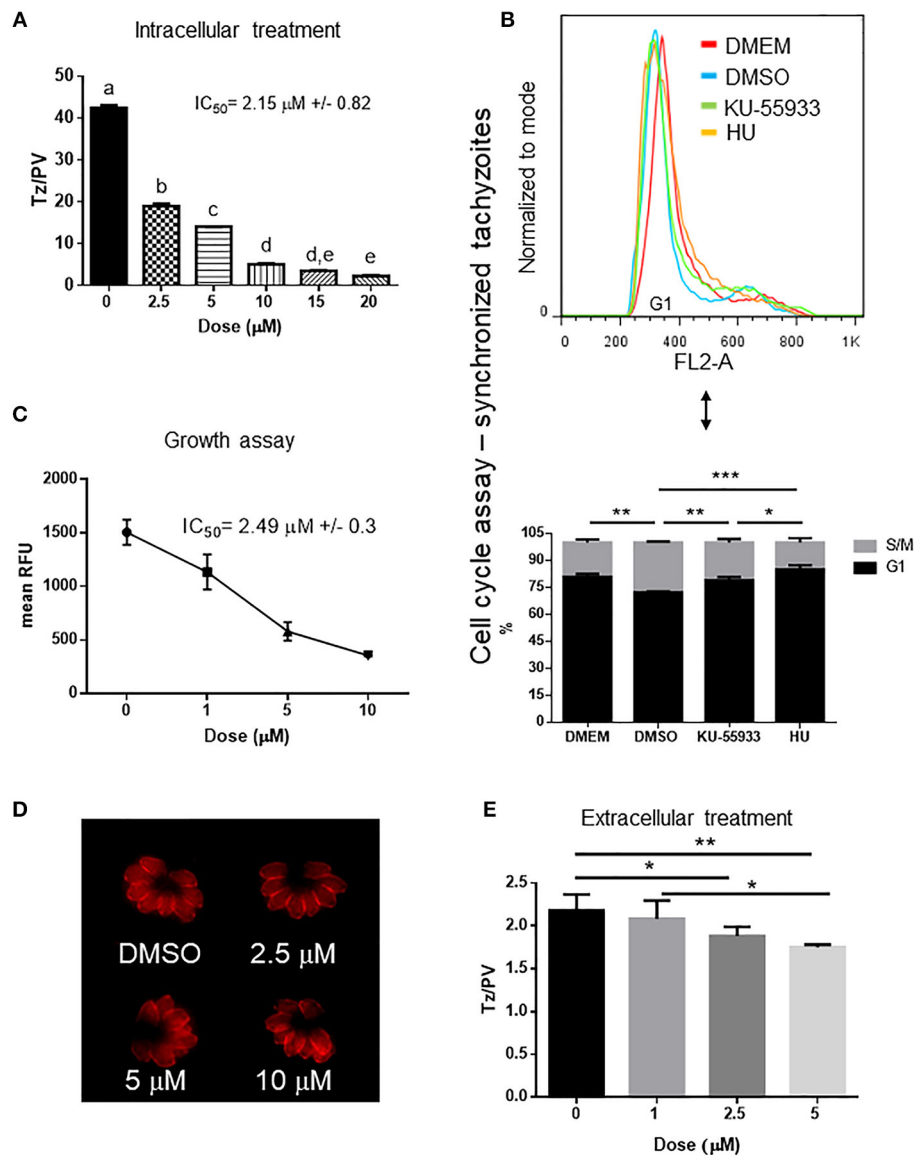 A
Intracellular treatment
50
40
30
20
10
0
Tz/PV
IC50= 2.15 μM +/- 0.82
a
b
c
d
d,e
e
0 2.5 5 10 15 20
Dose (μM)
B
Cell cycle assay – synchronized tachyzoites
Normalized to mode
0
DMEM
DMSO
KU-55933
HU
G1
0 200 400 600 800 1K
FL2-A
***
** ** *
105
90
75
60
45
30
15
0
%
S/M
G1
DMEM DMSO KU-55933 HU
C
Growth assay
2000
1500
1000
500
0
mean RFU
IC50= 2.49 μM +/- 0.3
0 1 5 10
Dose (μM)
D
DMSO 2.5 μM
5 μM 10 μM
E
Extracellular treatment
**
*
*
2.5
2.0
1.5
1.0
0.5
0.0
Tz/PV
0 1 2.5 5
Dose (μM)